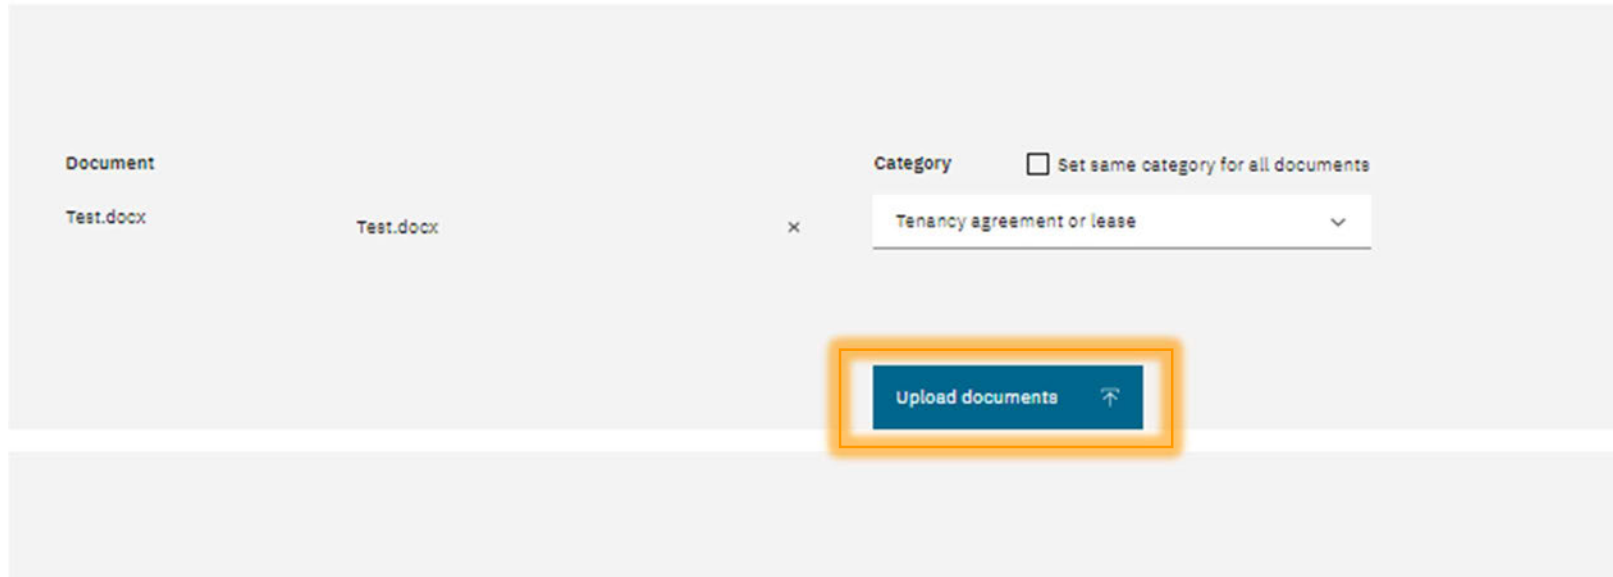 Document
Category
Set same category for all documents
Test.docx
Test.docx
×
Tenancy agreement or lease
Upload documents